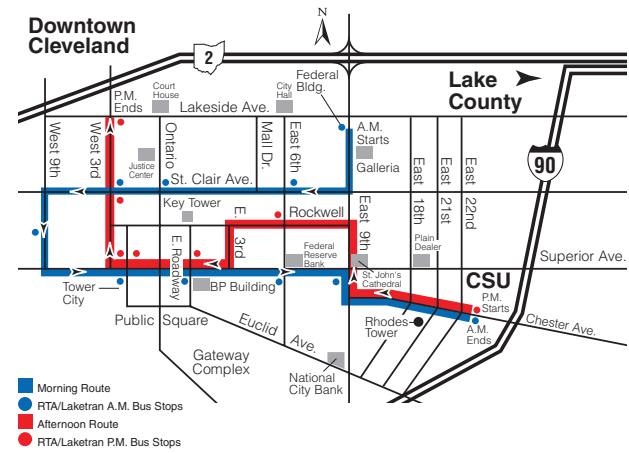 Downtown
Cleveland
N
2
Federal
Bldg.
Lake
County
90
P.M.
Ends
Court
House
City
Hall
Lakeside Ave.
A.M.
Starts
Galleria
West 9th
West 3rd
Ontario
Mall Dr.
East 6th
Justice
Center
St. Clair Ave.
East
18th
East
21st
East
22nd
Key Tower
E.
3rd
Rockwell
East
9th
E. Roadway
Federal
Reserve
Bank
Plain
Dealer
St. John's
Cathedral
Superior Ave.
CSU
Tower
City
BP Building
P.M.
Starts
Public Square
Euclid Ave.
Rhodes
Tower
A.M.
Ends
Chester Ave.
Gateway
Complex
National
City Bank
Morning Route
RTA/Laketran A.M. Bus Stops
Afternoon Route
RTA/Laketran P.M. Bus Stops